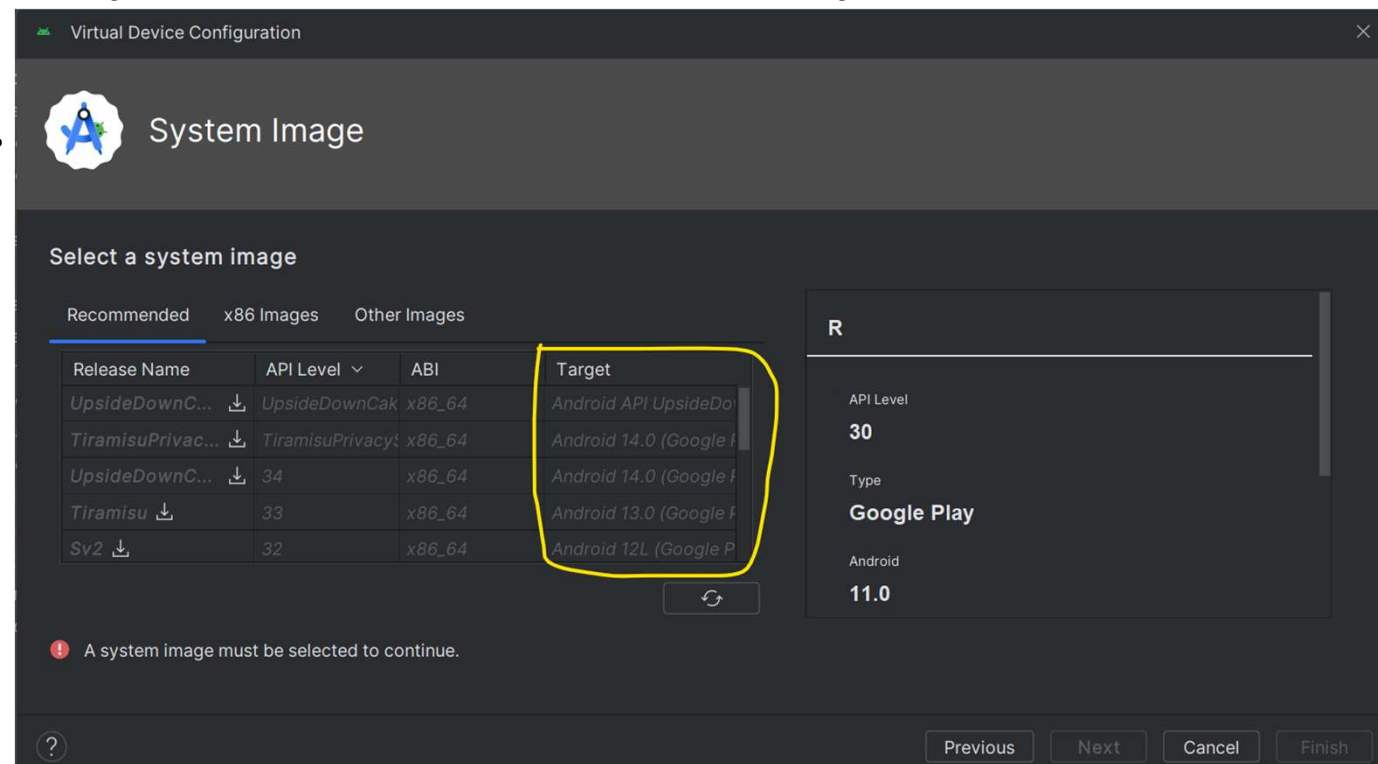 Virtual Device Configuration
System Image
Select a system image
Recommended x86 Images Other Images
Release Name API Level ABI Target
UpsideDownC... UpsideDownCak x86_64 Android API UpsideDo
TiramisuPrivac... TiramisuPrivacyS x86_64 Android 14.0 (Google P
UpsideDownC... 34 x86_64 Android 14.0 (Google P
Tiramisu 33 x86_64 Android 13.0 (Google P
Sv2 32 x86_64 Android 12L (Google P
A system image must be selected to continue.
R
API Level
30
Type
Google Play
Android
11.0
?
Previous Next Cancel Finish